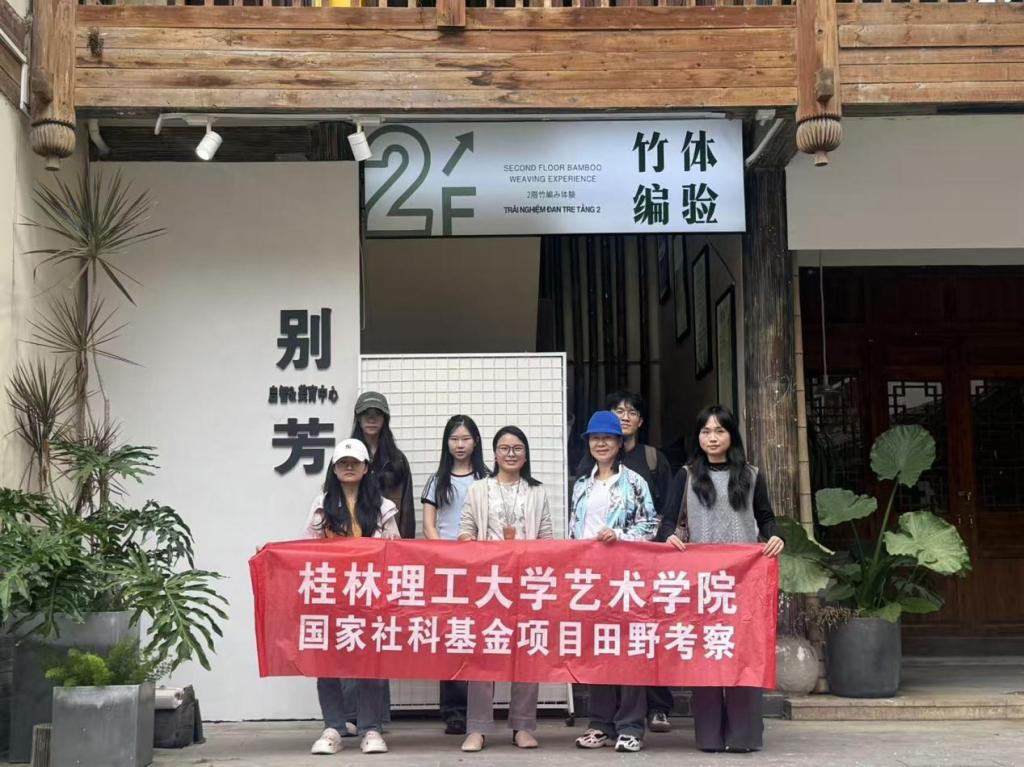 2F
SECOND FLOOR BAMBOO
WEAVING EXPERIENCE
2階竹編み体験
TRẢI NGHIỆM ĐAN TRE TẦNG 2
竹编
体验
别芳
桂林理工大学艺术学院
国家社科基金项目田野考察